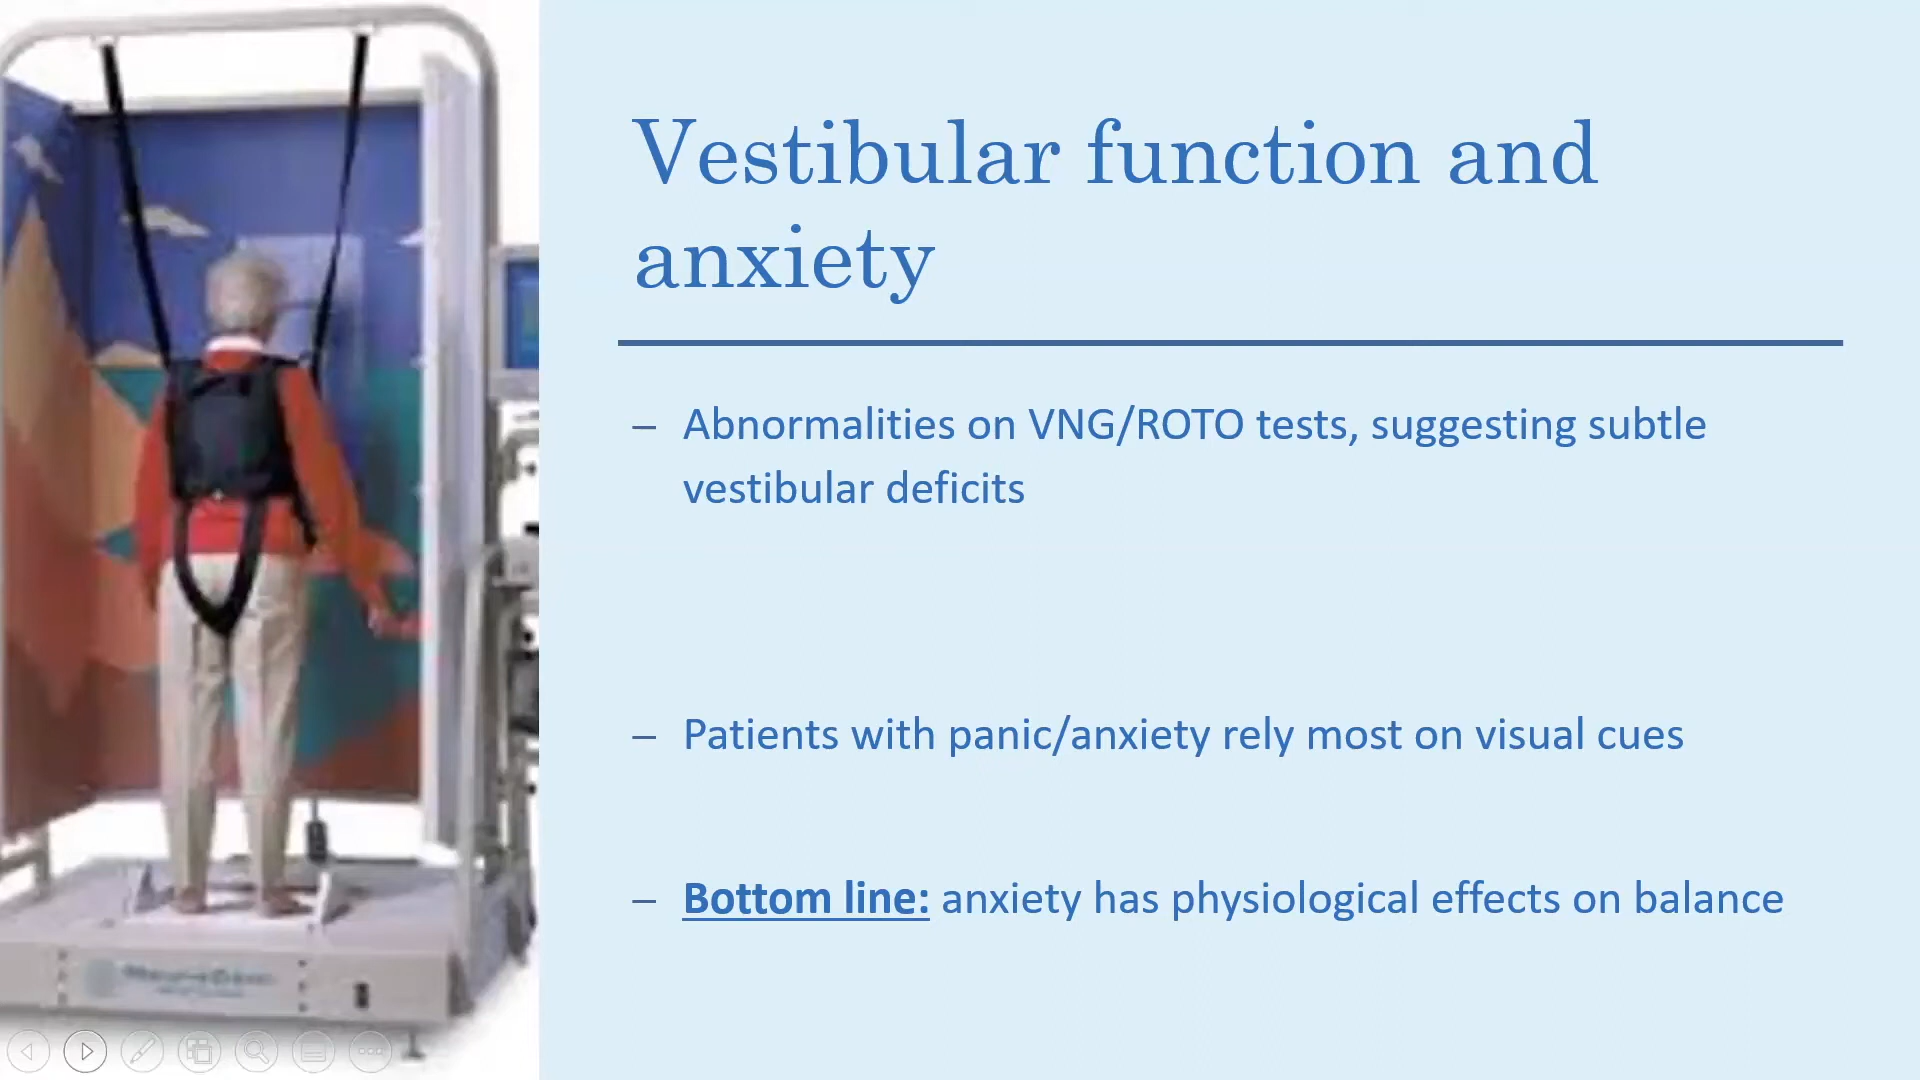 Vestibular function and
anxiety
– Abnormalities on VNG/ROTO tests, suggesting subtle
vestibular deficits
– Patients with panic/anxiety rely most on visual cues
– Bottom line: anxiety has physiological effects on balance